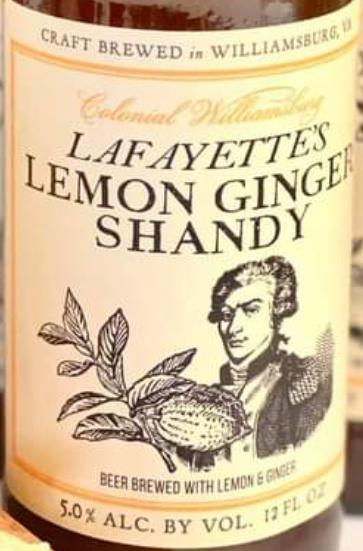 CRAFT BREWED in WILLIAMSBURG, VA
Colonial Williamsburg
LAFAYETTE'S
LEMON GINGER
SHANDY
BEER BREWED WITH LEMON & GINGER
5.0% ALC. BY VOL. 12 FL OZ